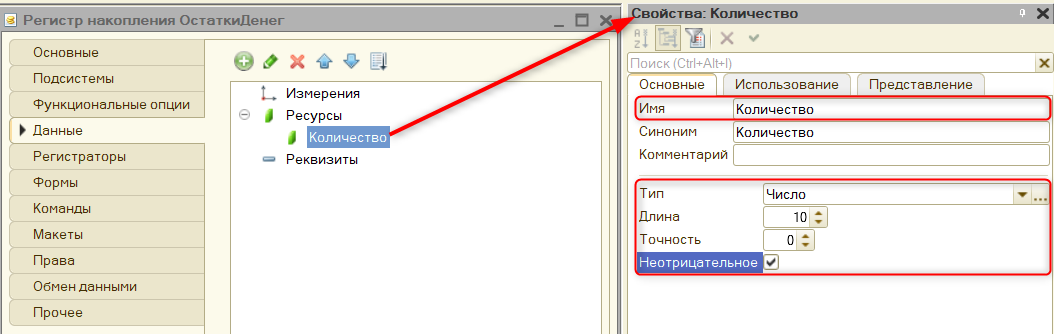 Регистр накопления ОстаткиДенег
Основные
Подсистемы
Функциональные опции
Данные
Регистраторы
Формы
Команды
Макеты
Права
Обмен данными
Прочее
Измерения
Ресурсы
Количество
Реквизиты
Свойства: Количество
Поиск (Ctrl+Alt+I)
Основные Использование Представление
Имя Количество
Синоним Количество
Комментарий
Тип Число
Длина 10
Точность 0
Неотрицательное